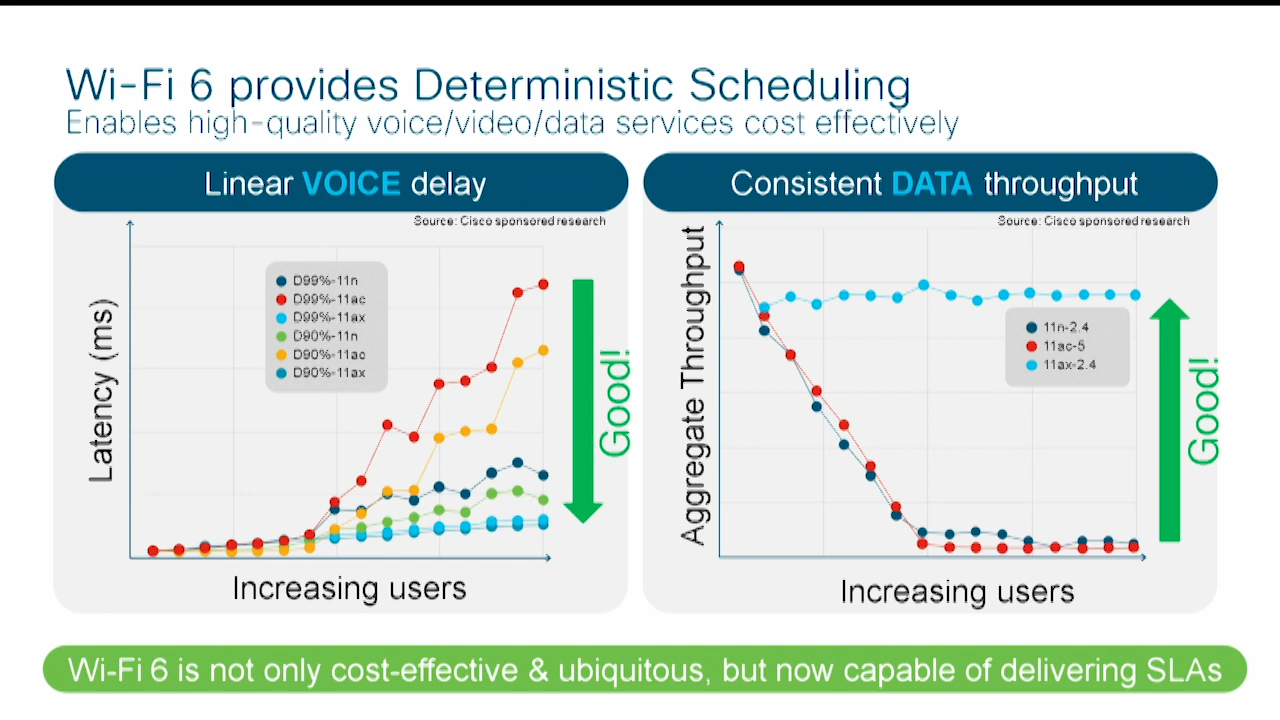 Wi-Fi 6 provides Deterministic Scheduling
Enables high-quality voice/video/data services cost effectively
Linear VOICE delay
Source: Cisco sponsored research
D99%-11n
D99%-11ac
D99%-11ax
D90%-11n
D90%-11ac
D90%-11ax
Latency (ms)
Good!
Increasing users
Consistent DATA throughput
Source: Cisco sponsored research
11n-2.4
11ac-5
11ax-2.4
Aggregate Throughput
Good!
Increasing users
Wi-Fi 6 is not only cost-effective & ubiquitous, but now capable of delivering SLAs